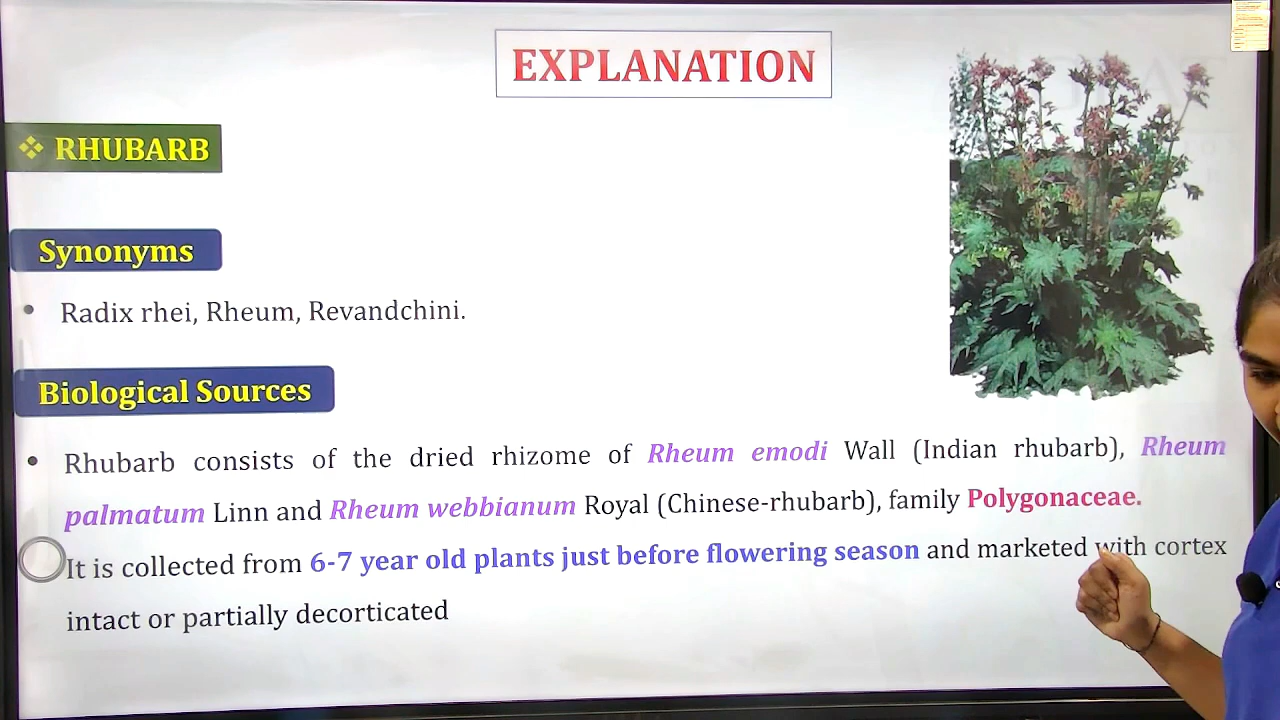 EXPLANATION
❖ RHUBARB
Synonyms
• Radix rhei, Rheum, Revandchini.
Biological Sources
• Rhubarb consists of the dried rhizome of Rheum emodi Wall (Indian rhubarb), Rheum
palmatum Linn and Rheum webbianum Royal (Chinese-rhubarb), family Polygonaceae.
It is collected from 6-7 year old plants just before flowering season and marketed with cortex
intact or partially decorticated